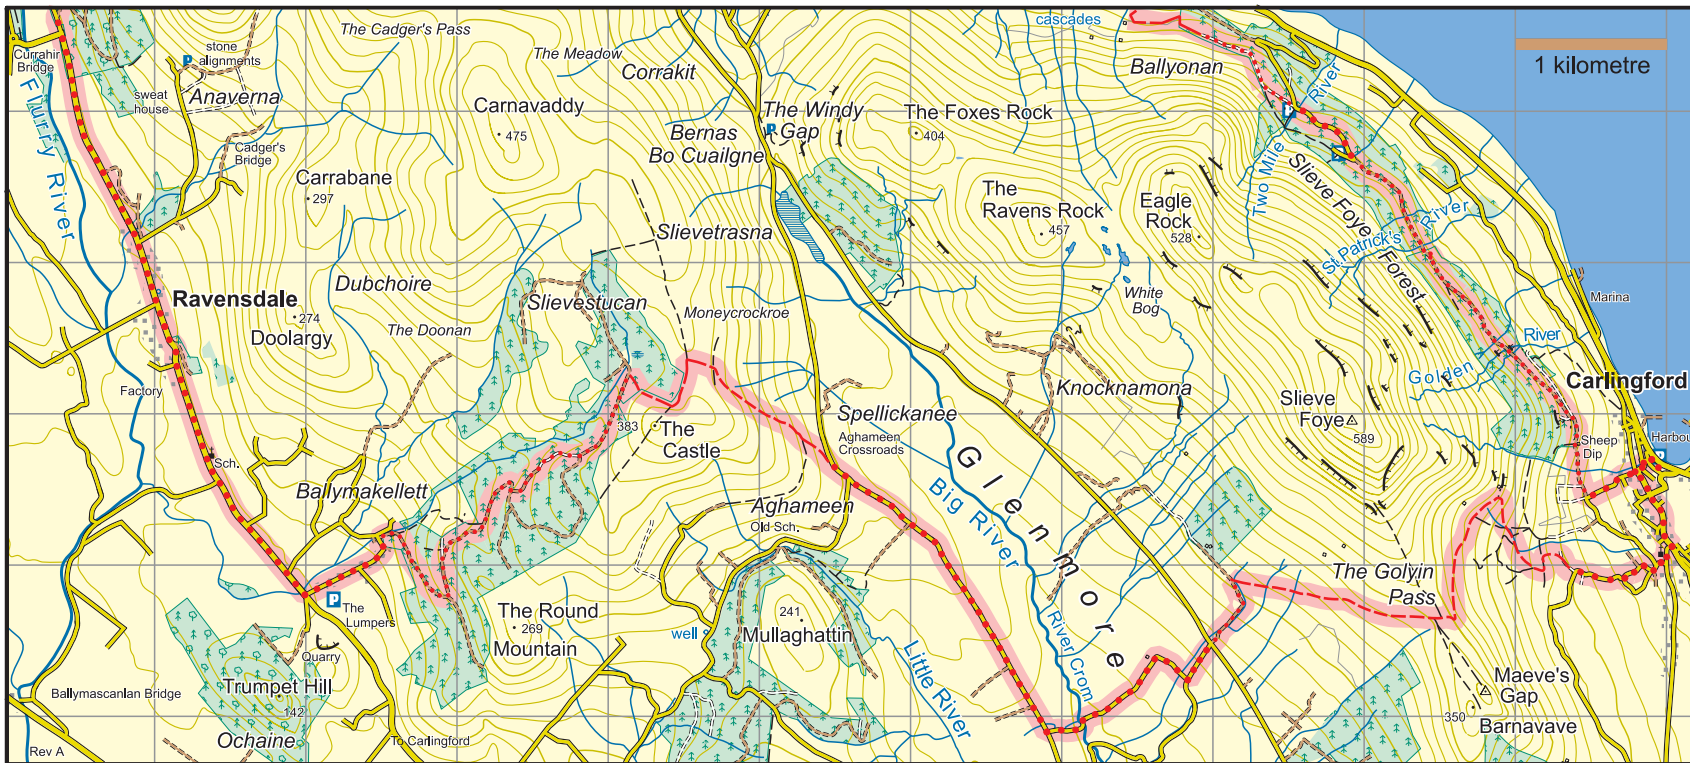 The Cadger's Pass
cascades
Currahir
Bridge
stone
alignments
P
The Meadow
Corrakit
Ballyonan
1 kilometre
sweat
house
Anaverna
Carnavaddy
475
The Windy
Gap
P
The Foxes Rock
404
P
River
Flurry
River
Cadger's
Bridge
Bernas
Bo Cuailgne
Two Mile
Slieve Foye
Forest
Carrabane
297
The
Ravens Rock
457
Eagle
Rock
528
Slievetrasna
St.Patrick's
River
Dubchoire
Ravensdale
274
Doolargy
The Doonan
Slievestucan
Moneycrockroe
White
Bog
Marina
River
Golden
Factory
Carlingford
Knocknamona
Spellickanee
Slieve
Foye
589
383
The
Castle
Aghameen
Crossroads
Sheep
Dip
Harbou
P
Sch.
Ballymakellett
Glenmore
Big River
Aghameen
Old Sch.
The Golyin
Pass
P
The
Lumpers
The Round
Mountain
269
241
Mullaghattin
well
River Crom
Little River
Quarry
Trumpet Hill
142
Ballymascanlan Bridge
Maeve's
Gap
350
Barnavave
Ochaine
To Carlingford
Rev A